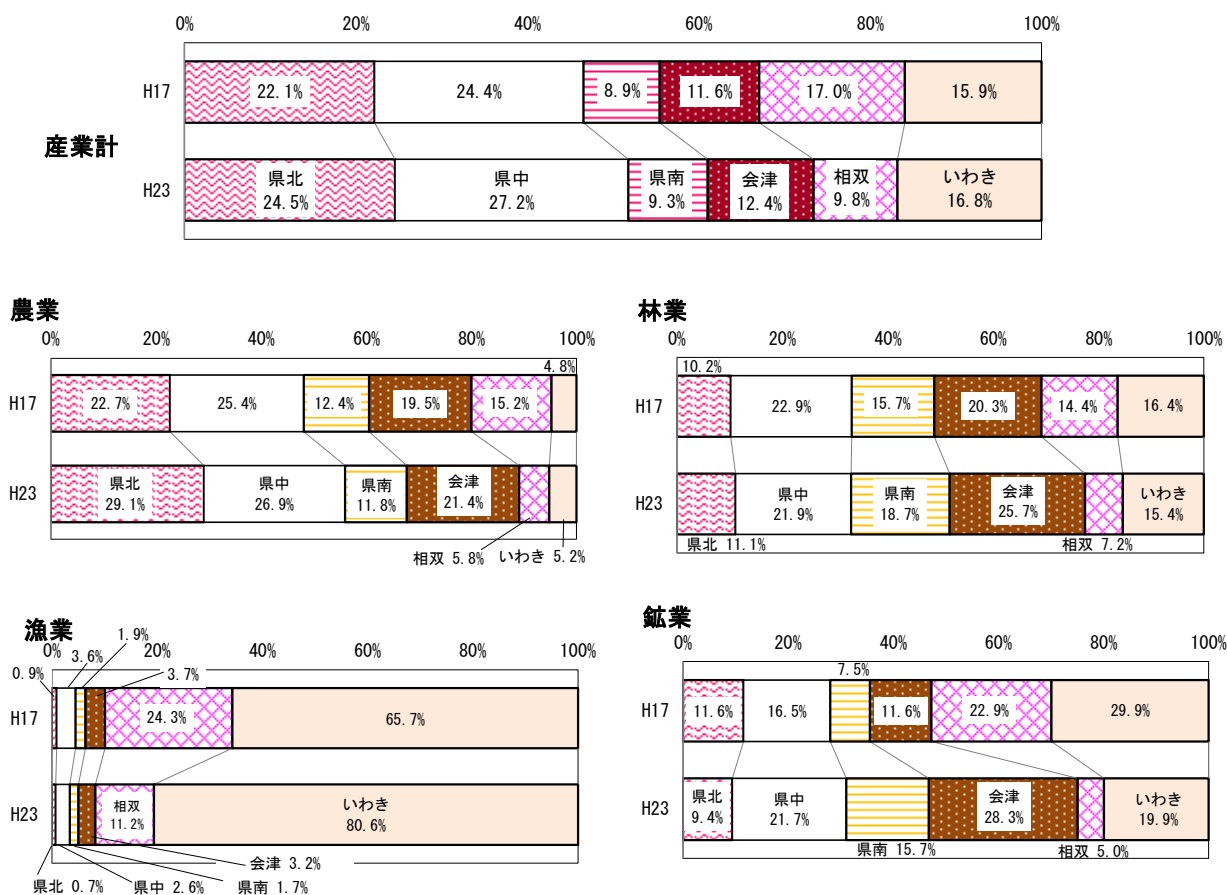 0% 20% 40% 60% 80% 100%
H17 22.1% 24.4% 8.9% 11.6% 17.0% 15.9%
産業計
H23 県北 24.5% 県中 27.2% 県南 9.3% 会津 12.4% 相双 9.8% いわき 16.8%
農業
0% 20% 40% 60% 80% 100%
4.8%
H17 22.7% 25.4% 12.4% 19.5% 15.2%
H23 県北 29.1% 県中 26.9% 県南 11.8% 会津 21.4%
相双 5.8% いわき 5.2%
林業
0% 20% 40% 60% 80% 100%
10.2%
H17 22.9% 15.7% 20.3% 14.4% 16.4%
H23 県中 21.9% 県南 18.7% 会津 25.7% いわき 15.4%
県北 11.1% 相双 7.2%
漁業
0% 20% 40% 60% 80% 100%
0.9% 3.6% 1.9% 3.7%
H17 24.3% 65.7%
H23 相双 11.2% いわき 80.6%
会津 3.2%
県北 0.7% 県中 2.6% 県南 1.7%
鉱業
0% 20% 40% 60% 80% 100%
7.5%
H17 11.6% 16.5% 11.6% 22.9% 29.9%
H23 県北 9.4% 県中 21.7% 会津 28.3% いわき 19.9%
県南 15.7% 相双 5.0%